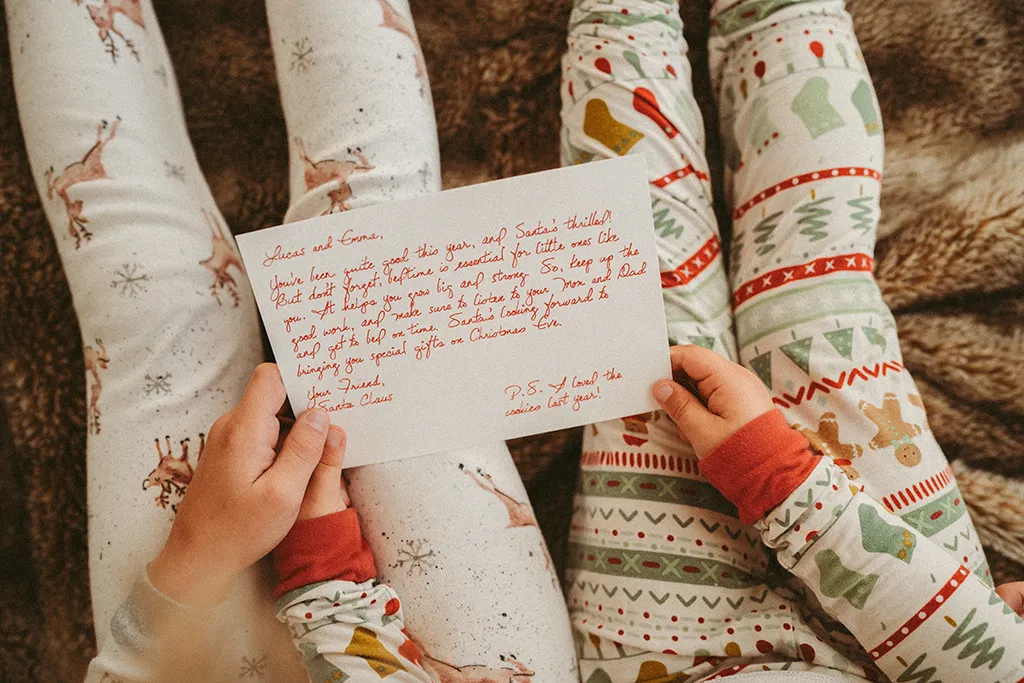 Lucas and Emma,
You've been quite good this year, and Santa's thrilled!
But don't forget, bedtime is essential for little ones like
you. It helps you grow big and strong. So, keep up the
good work, and make sure to listen to your Mom and Dad
and get to bed on time. Santa's looking forward to
bringing you special gifts on Christmas Eve.
Your Friend,
Santa Claus
P.S. I loved the
cookies last year!